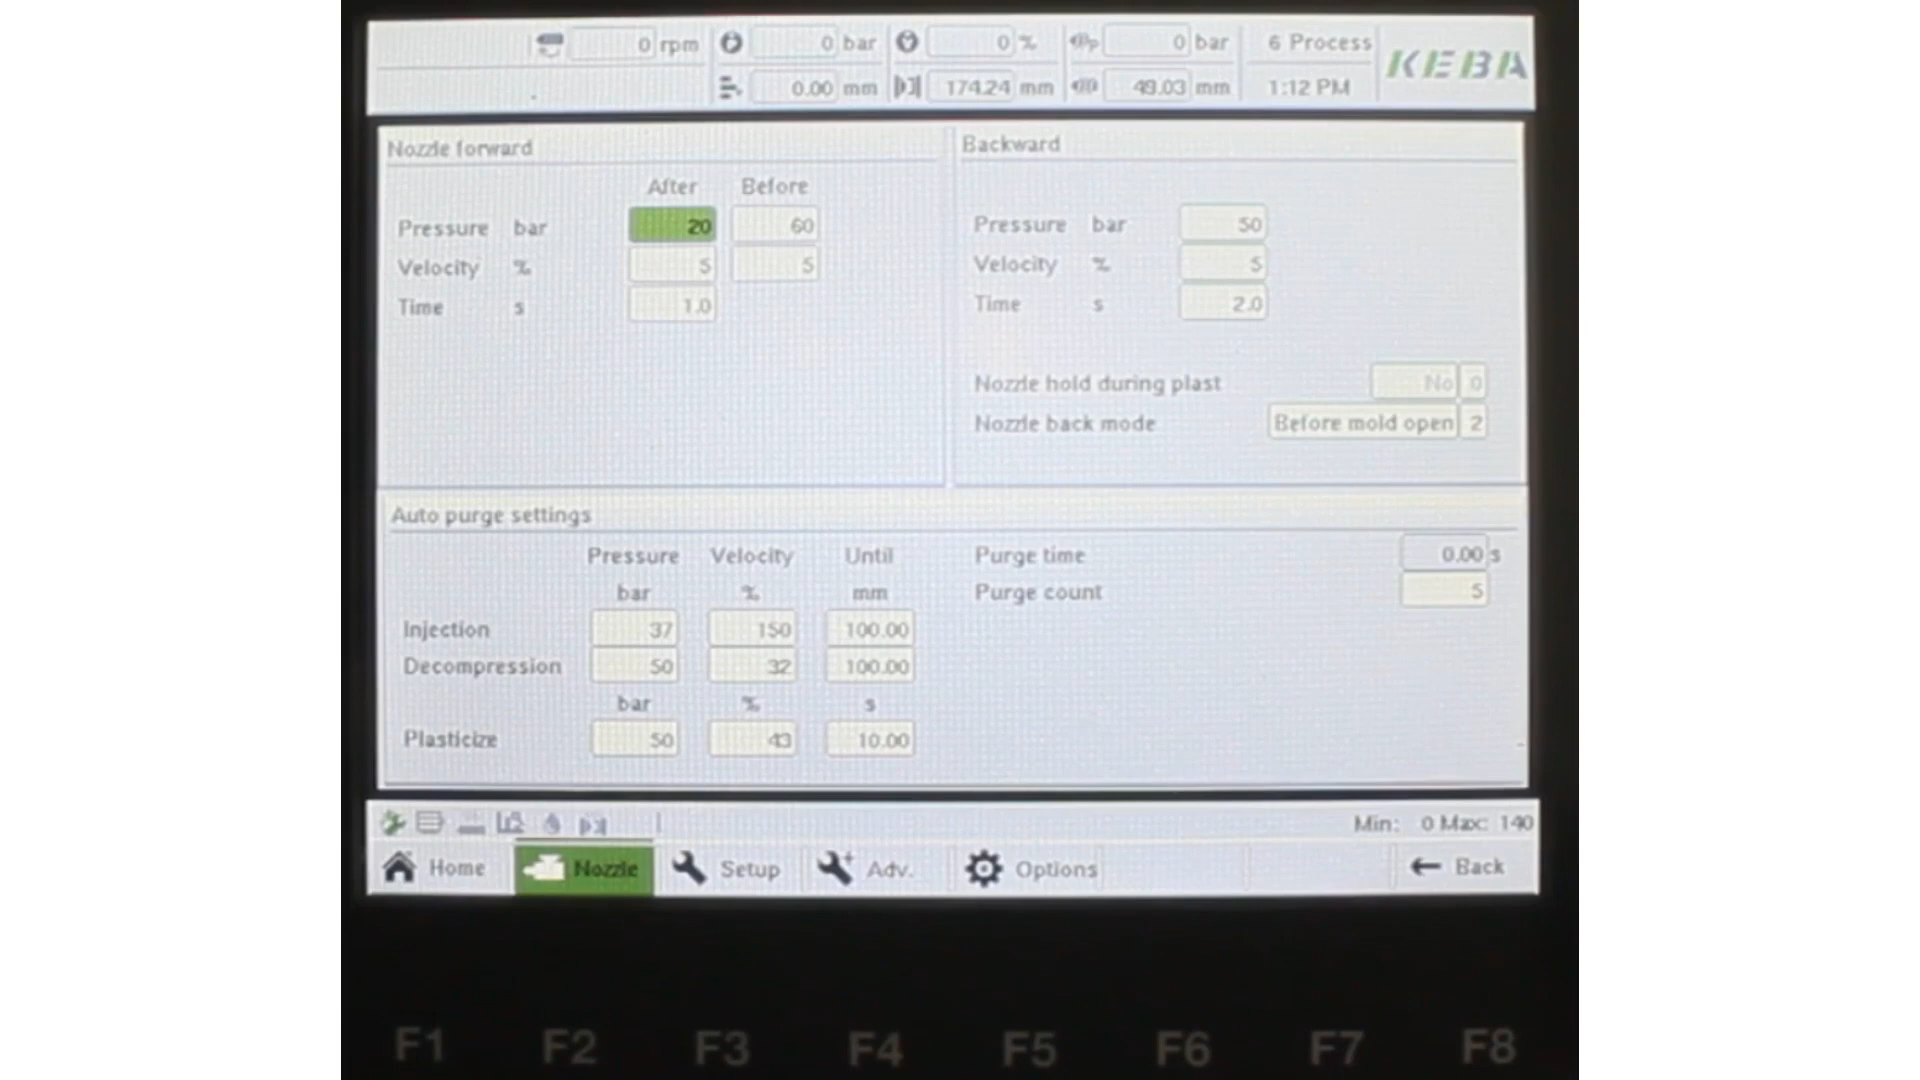 0 rpm 0 bar 0 % 0 bar 6 Process KEBA
0.00 mm 174.24 mm 49.03 mm 1:12 PM
Nozzle forward
After Before
Pressure bar 20 60
Velocity % 5 5
Time s 1.0
Backward
Pressure bar 50
Velocity % 5
Time s 2.0
Nozzle hold during plast No 0
Nozzle back mode Before mold open 2
Auto purge settings
Pressure Velocity Until
bar % mm
Injection 37 150 100.00
Decompression 50 32 100.00
bar % s
Plasticize 50 43 10.00
Purge time 0.00 s
Purge count 5
Min: 0 Max: 140
Home Nozzle Setup Adv. Options Back
F1 F2 F3 F4 F5 F6 F7 F8